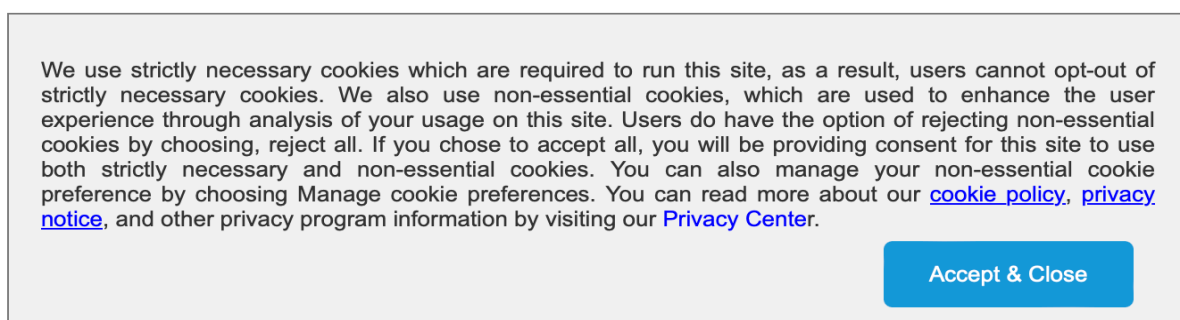 We use strictly necessary cookies which are required to run this site, as a result, users cannot opt-out of
strictly necessary cookies. We also use non-essential cookies, which are used to enhance the user
experience through analysis of your usage on this site. Users do have the option of rejecting non-essential
cookies by choosing, reject all. If you chose to accept all, you will be providing consent for this site to use
both strictly necessary and non-essential cookies. You can also manage your non-essential cookie
preference by choosing Manage cookie preferences. You can read more about our cookie policy, privacy
notice, and other privacy program information by visiting our Privacy Center.
Accept & Close